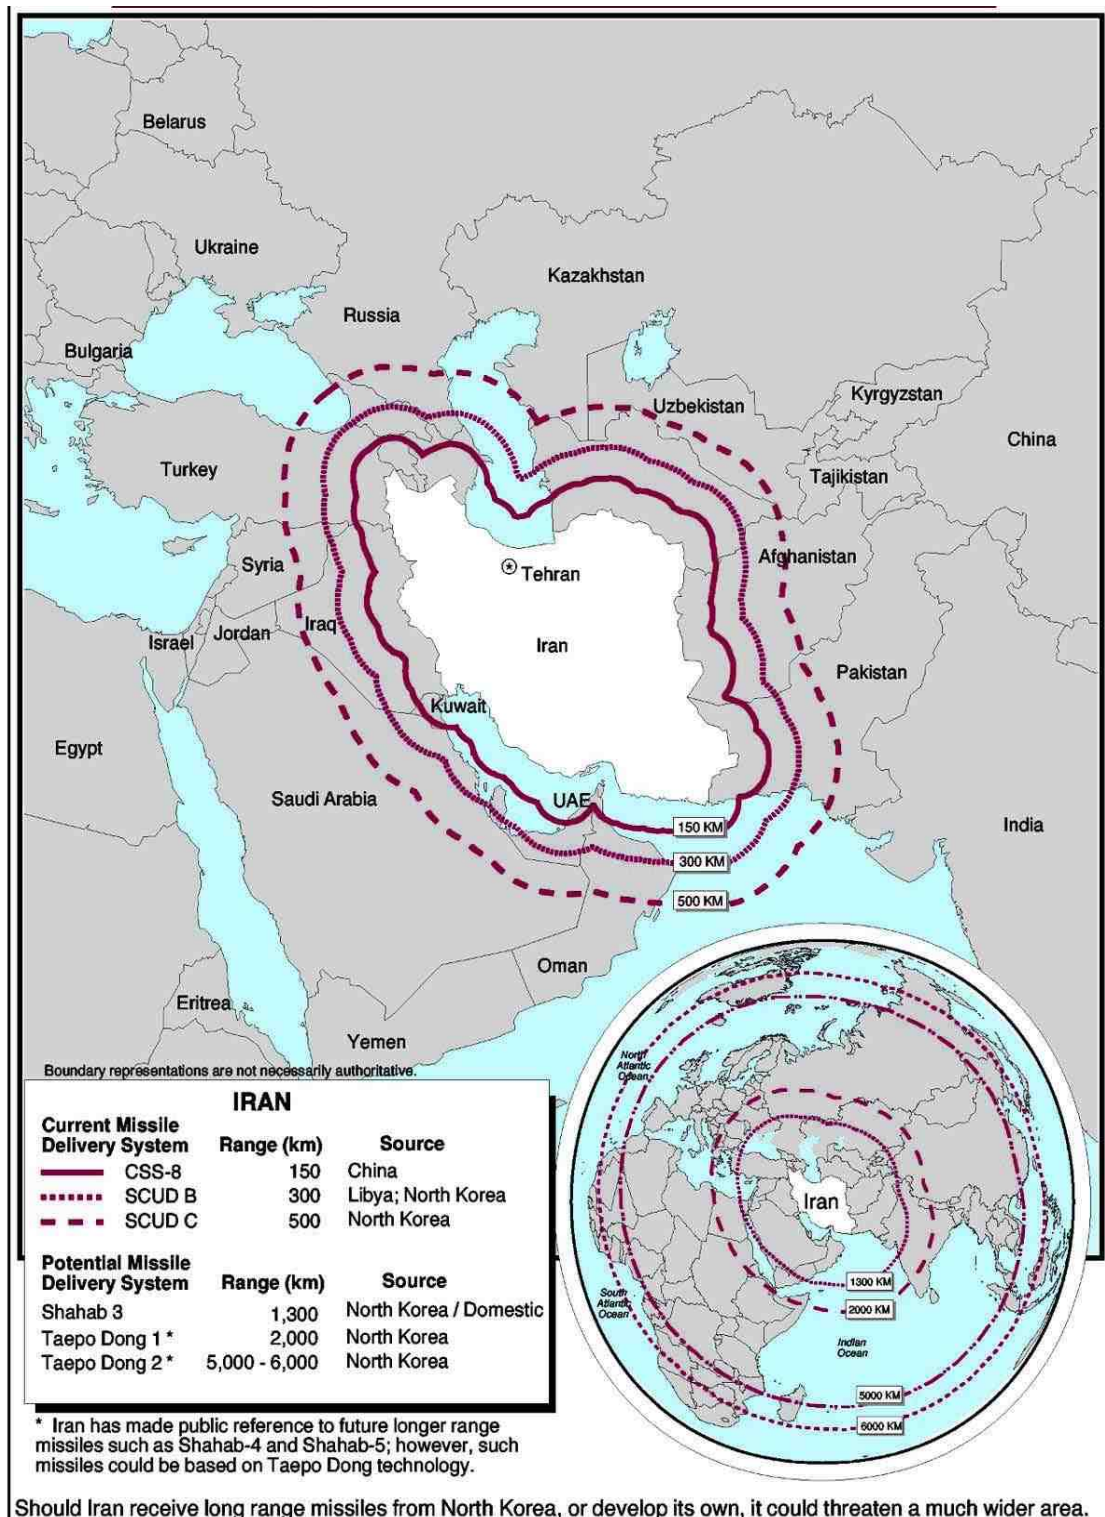 Belarus
Ukraine
Kazakhstan
Russia
Bulgaria
Kyrgyzstan
Uzbekistan
China
Turkey
Tajikistan
Afghanistan
Syria
Tehran
Iraq
Israel
Jordan
Iran
Pakistan
Kuwait
Egypt
Saudi Arabia
UAE
India
150 KM
300 KM
500 KM
Oman
Eritrea
Yemen
Boundary representations are not necessarily authoritative.
IRAN
Current Missile
Delivery System Range (km) Source
CSS-8 150 China
SCUD B 300 Libya; North Korea
SCUD C 500 North Korea
Potential Missile
Delivery System Range (km) Source
Shahab 3 1,300 North Korea / Domestic
Taepo Dong 1 * 2,000 North Korea
Taepo Dong 2 * 5,000 - 6,000 North Korea
North
Atlantic
Ocean
Iran
1300 KM
South
Atlantic
Ocean
2000 KM
Indian
Ocean
5000 KM
6000 KM
* Iran has made public reference to future longer range
missiles such as Shahab-4 and Shahab-5; however, such
missiles could be based on Taepo Dong technology.
Should Iran receive long range missiles from North Korea, or develop its own, it could threaten a much wider area.